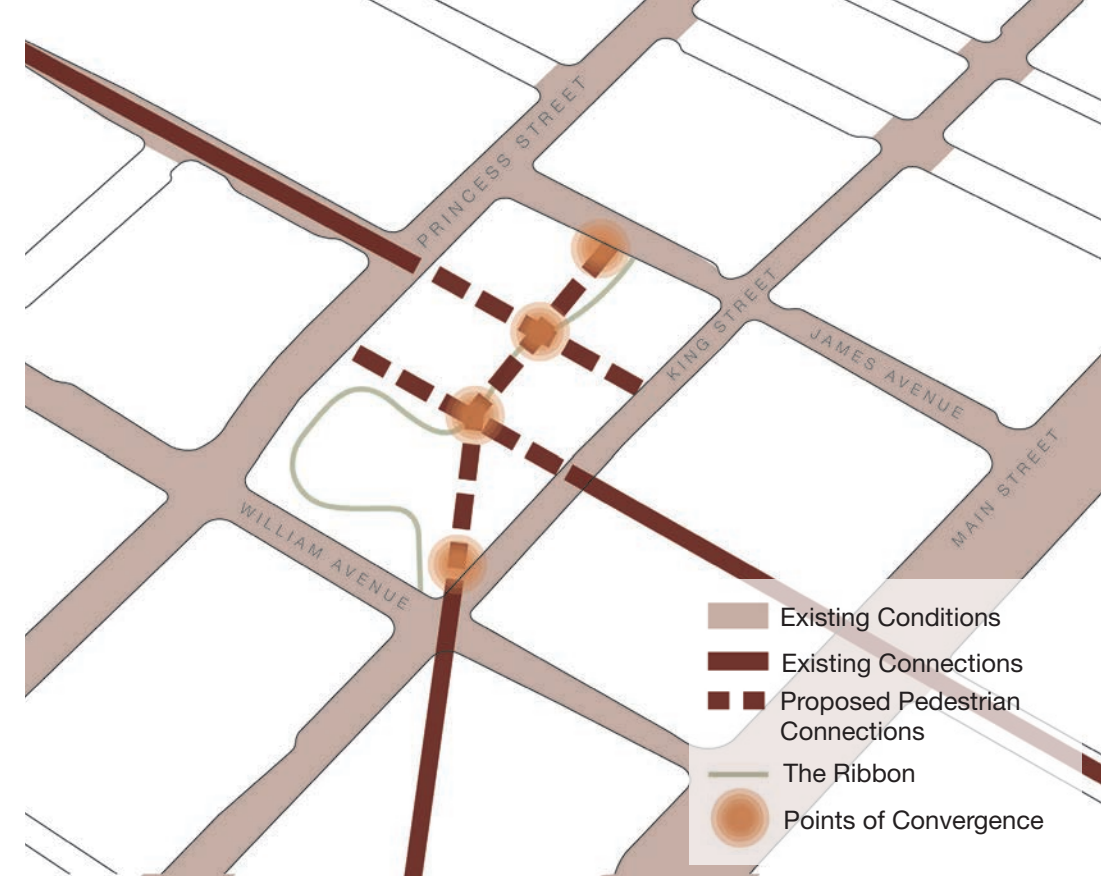 PRINCESS STREET
KING STREET
JAMES AVENUE
MAIN STREET
WILLIAM AVENUE
Existing Conditions
Existing Connections
Proposed Pedestrian
Connections
The Ribbon
Points of Convergence